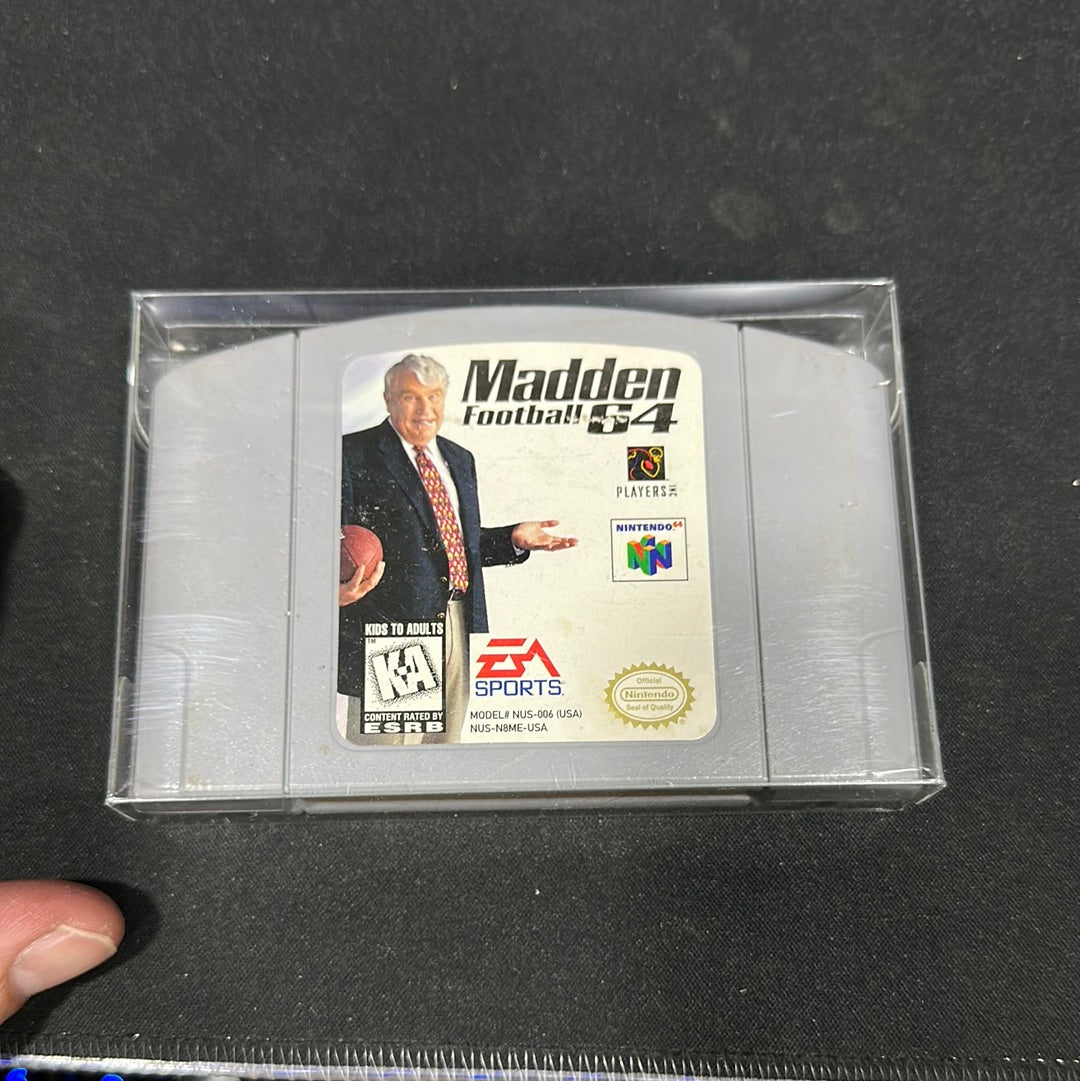 Madden
Football 64
PLAYERS INC
NINTENDO 64
KIDS TO ADULTS
TM
K-A
CONTENT RATED BY
ESRB
EA
SPORTS
MODEL# NUS-006 (USA)
NUS-N8ME-USA
Official
Nintendo
Seal of Quality